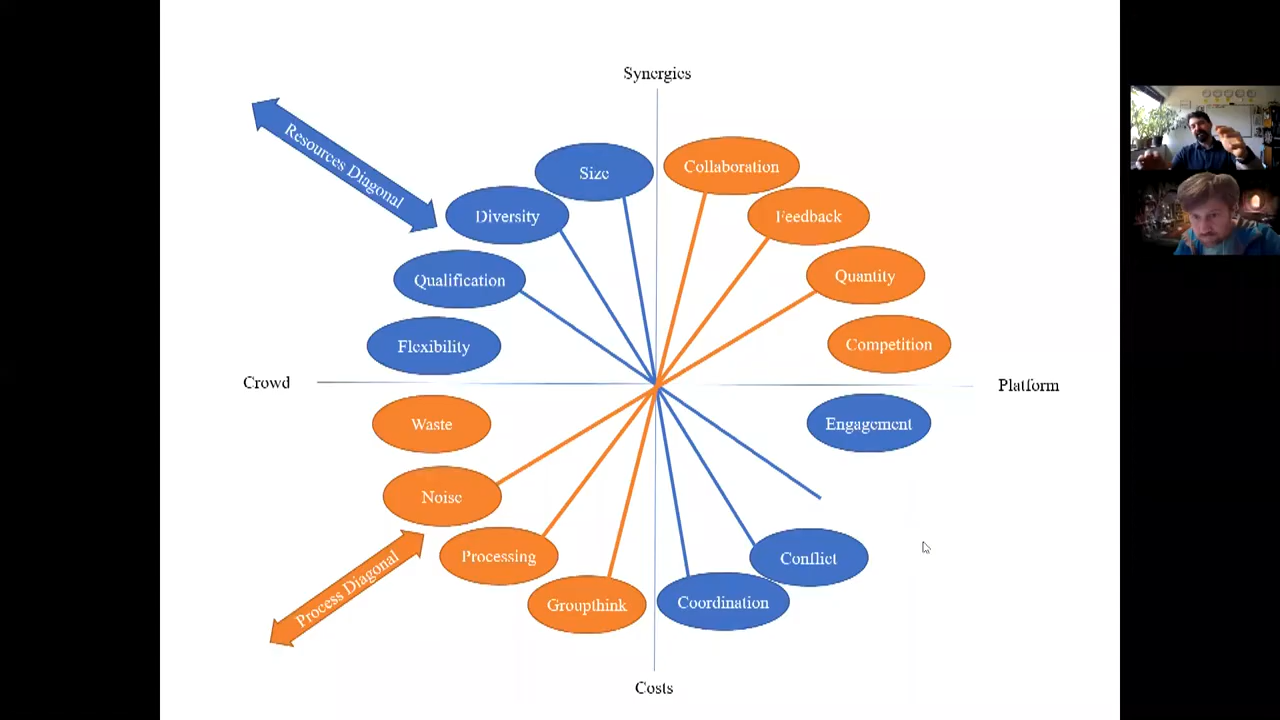 Synergies
Resources Diagonal
Size
Collaboration
Diversity
Feedback
Qualification
Quantity
Flexibility
Competition
Crowd
Platform
Waste
Engagement
Noise
Process Diagonal
Processing
Conflict
Groupthink
Coordination
Costs